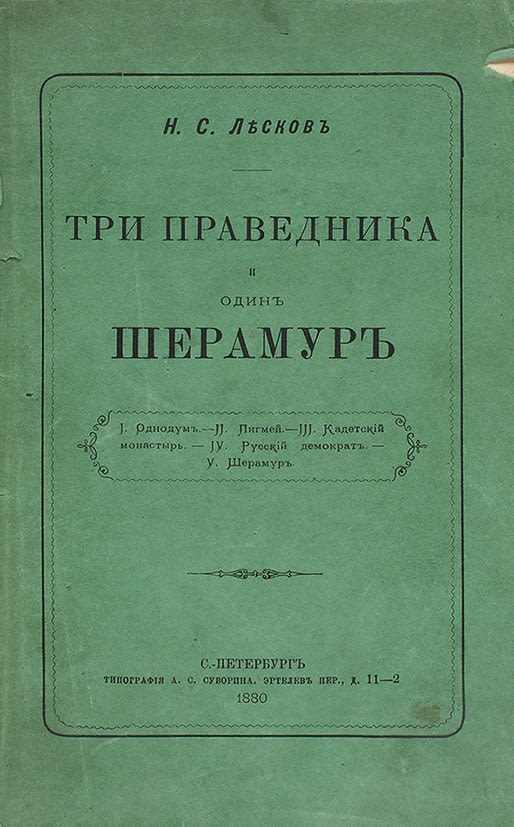 Н. С. Лѣсковъ
ТРИ ПРАВЕДНИКА
и
ОДИНЪ
ШЕРАМУРЪ
I. Однодумъ.—II. Пигмей.—III. Кадетскій
монастырь. — IV. Русскій демократъ. —
V. Шерамуръ.
С.-ПЕТЕРБУРГЪ
ТИПОГРАФІЯ А. С. СУВОРИНА. ЭРТЕЛЕВЪ ПЕР., Д. 11—2
1880